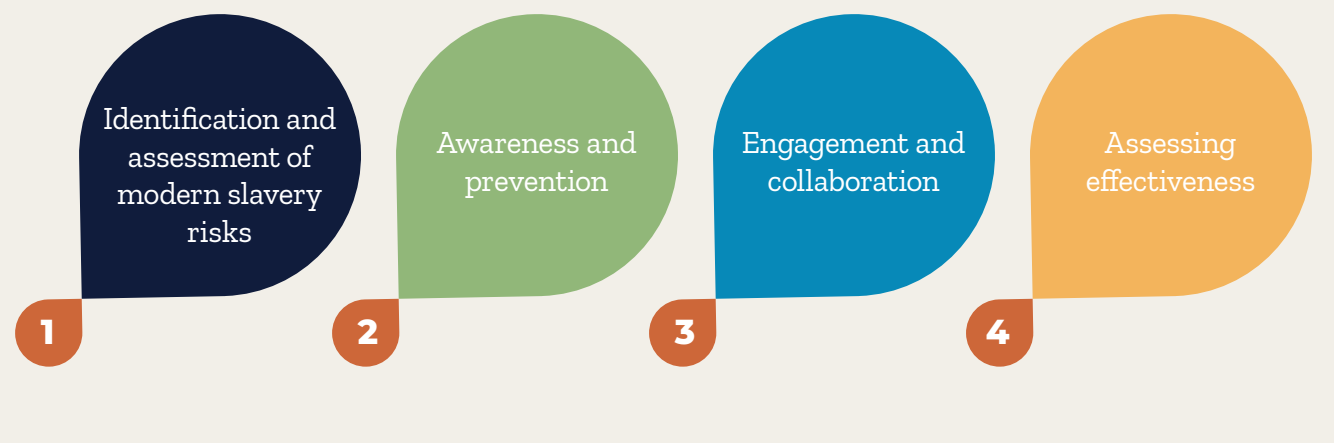 Identification and
assessment of
modern slavery
risks
1
Awareness and
prevention
2
Engagement and
collaboration
3
Assessing
effectiveness
4